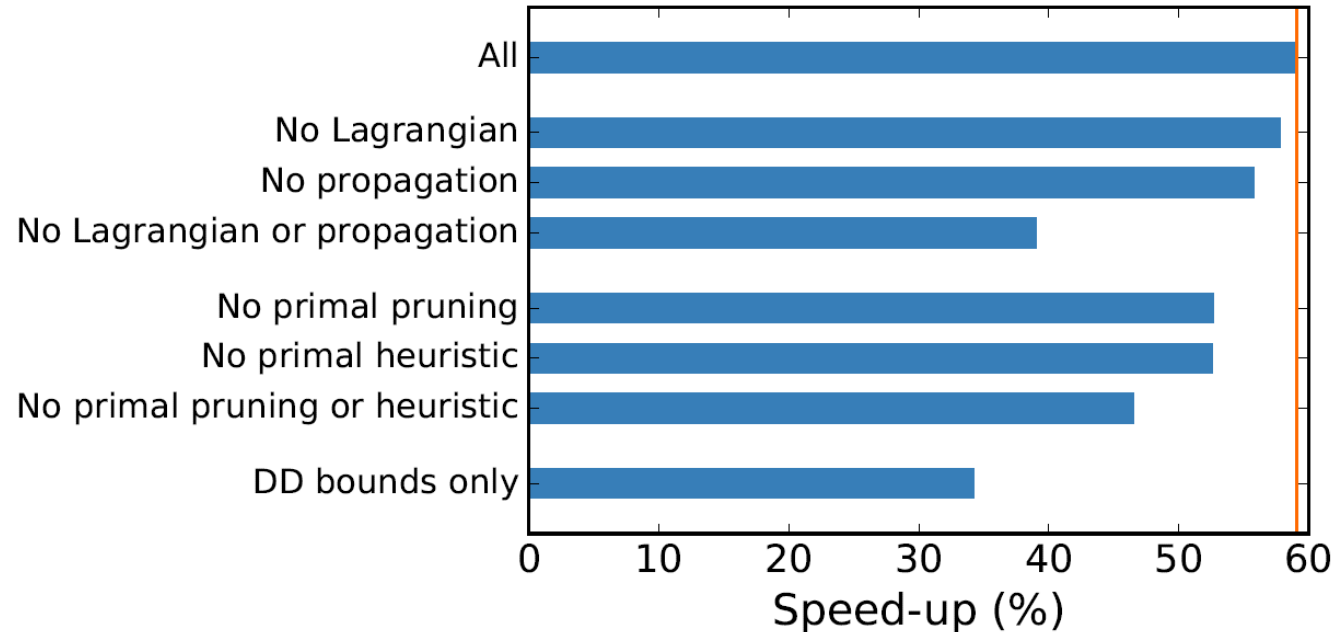 All
No Lagrangian
No propagation
No Lagrangian or propagation
No primal pruning
No primal heuristic
No primal pruning or heuristic
DD bounds only
0 10 20 30 40 50 60
Speed-up (%)